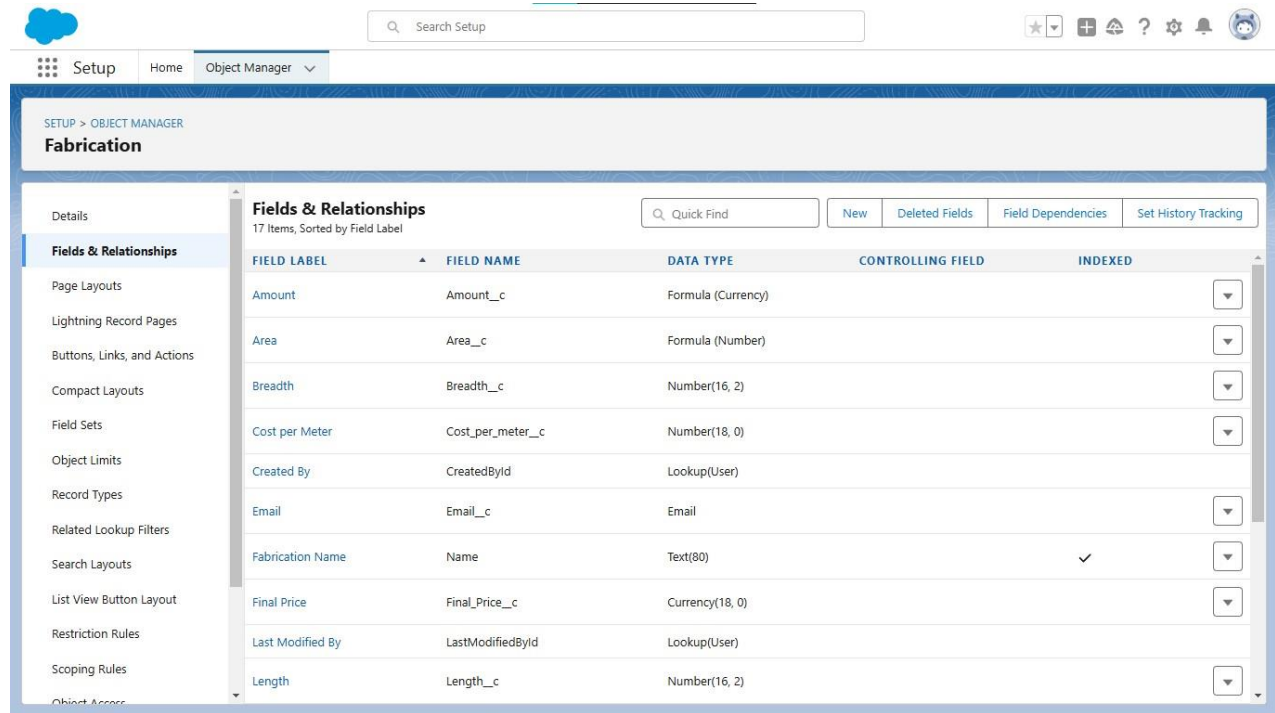 Search Setup
Setup Home Object Manager
SETUP > OBJECT MANAGER
Fabrication
Details
Fields & Relationships
Page Layouts
Lightning Record Pages
Buttons, Links, and Actions
Compact Layouts
Field Sets
Object Limits
Record Types
Related Lookup Filters
Search Layouts
List View Button Layout
Restriction Rules
Scoping Rules
Object Access
Fields & Relationships
17 Items, Sorted by Field Label
Quick Find New Deleted Fields Field Dependencies Set History Tracking
FIELD LABEL FIELD NAME DATA TYPE CONTROLLING FIELD INDEXED
Amount Amount__c Formula (Currency)
Area Area__c Formula (Number)
Breadth Breadth__c Number(16, 2)
Cost per Meter Cost_per_meter__c Number(18, 0)
Created By CreatedById Lookup(User)
Email Email__c Email
Fabrication Name Name Text(80)
Final Price Final_Price__c Currency(18, 0)
Last Modified By LastModifiedById Lookup(User)
Length Length__c Number(16, 2)